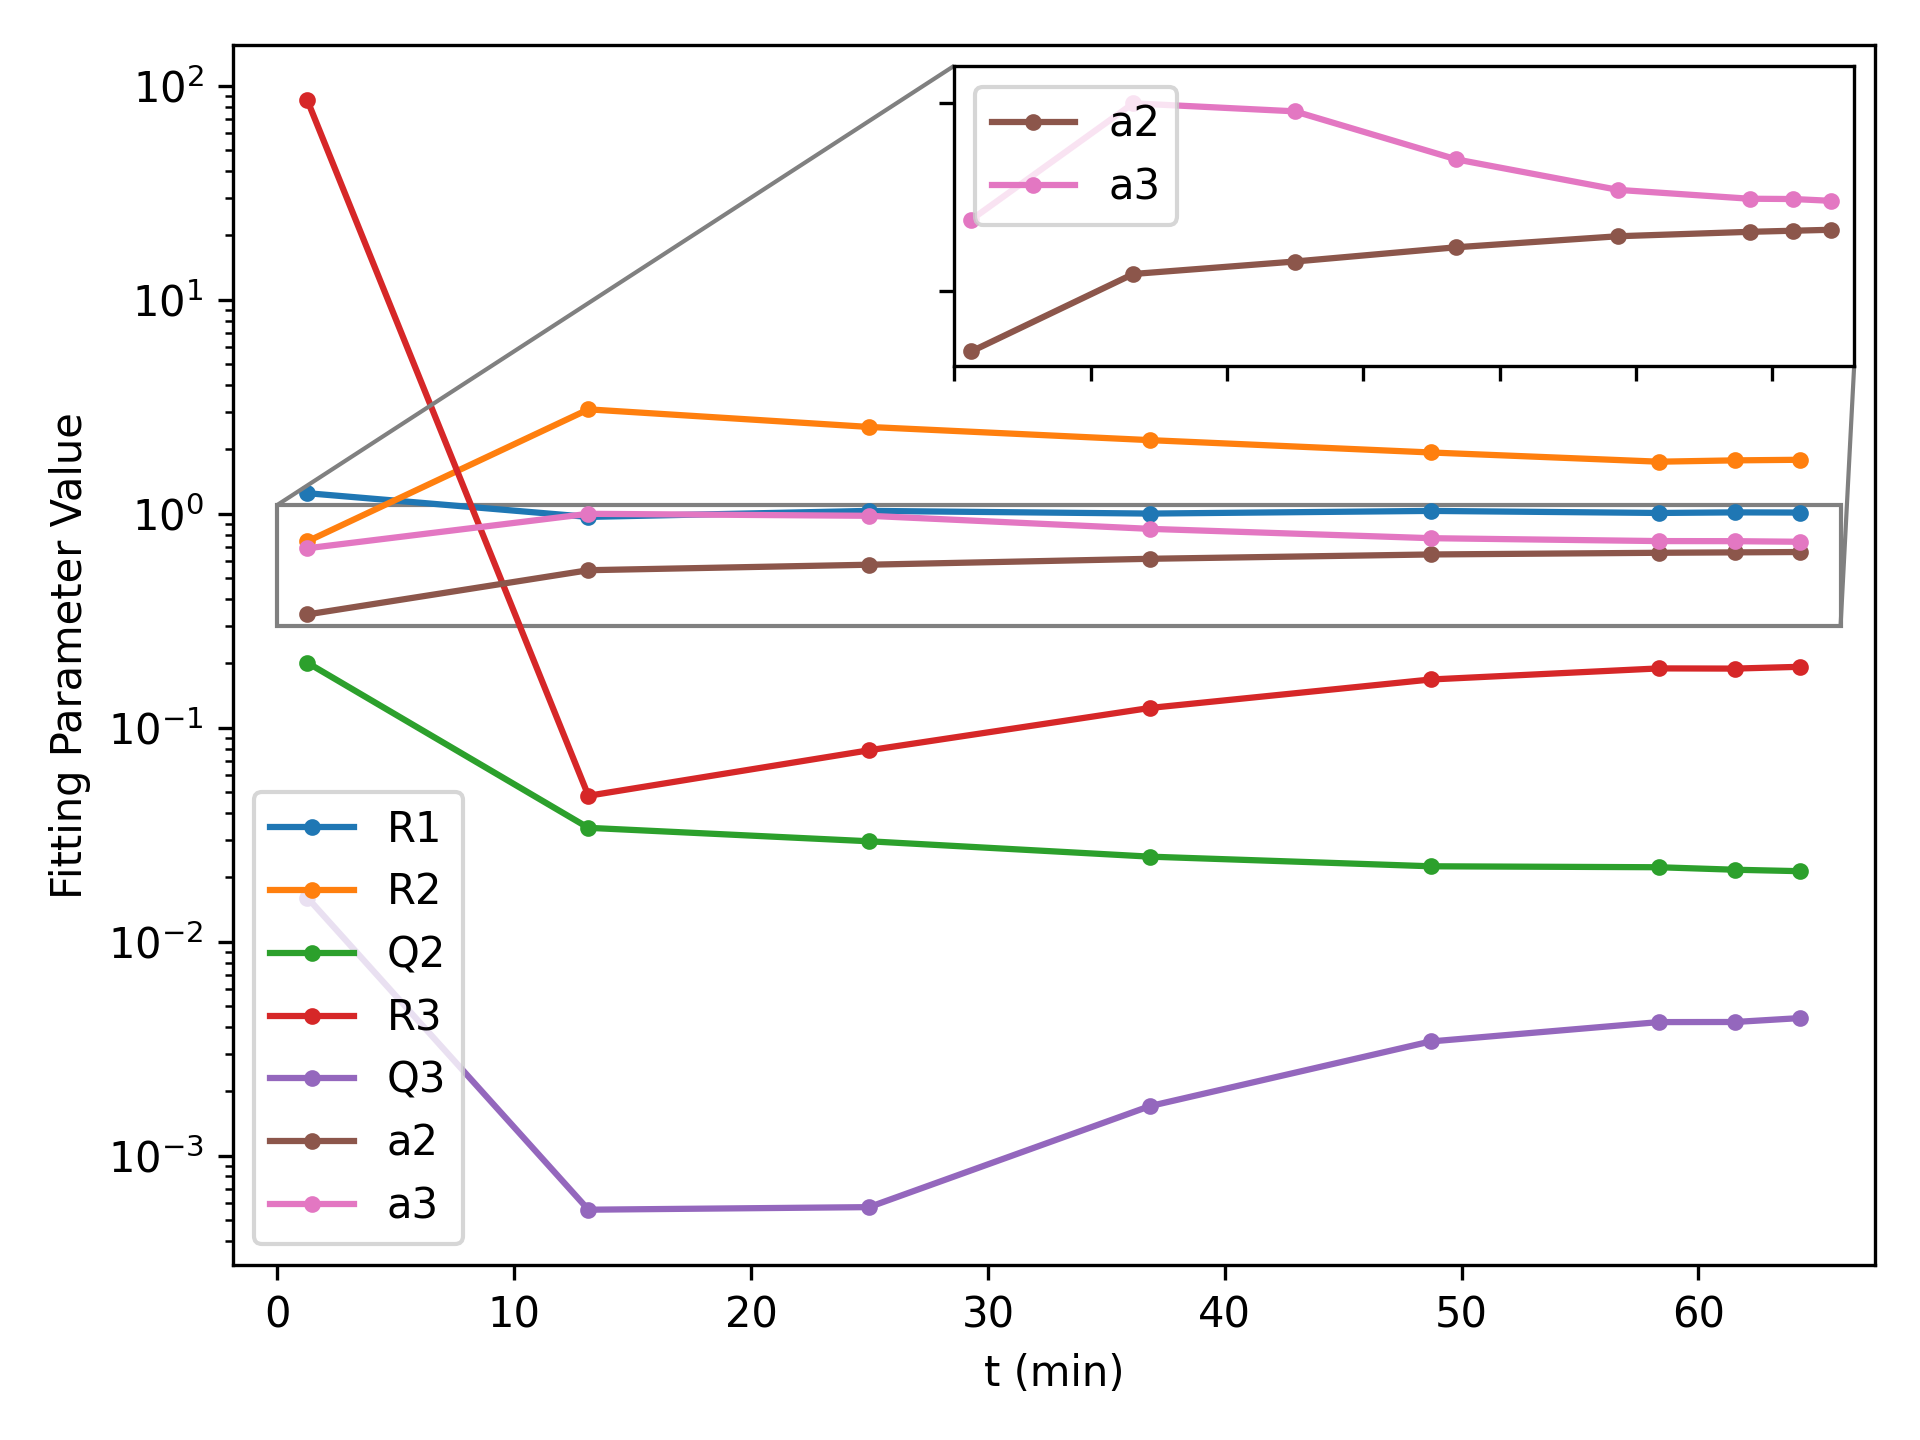 Fitting Parameter Value
10²
10¹
10⁰
10⁻¹
10⁻²
10⁻³
a2
a3
R1
R2
Q2
R3
Q3
a2
a3
0 10 20 30 40 50 60
t (min)